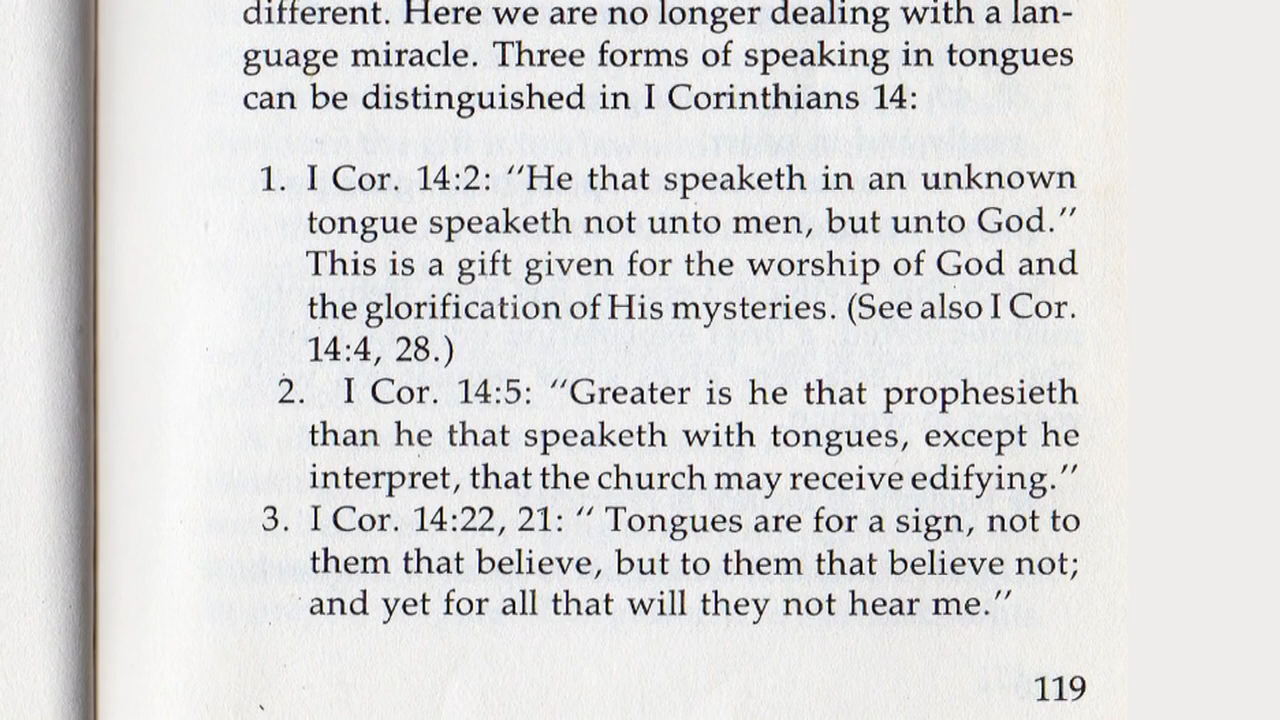 different. Here we are no longer dealing with a lan-
guage miracle. Three forms of speaking in tongues
can be distinguished in I Corinthians 14:
1. I Cor. 14:2: “He that speaketh in an unknown
tongue speaketh not unto men, but unto God.”
This is a gift given for the worship of God and
the glorification of His mysteries. (See also I Cor.
14:4, 28.)
2. I Cor. 14:5: “Greater is he that prophesieth
than he that speaketh with tongues, except he
interpret, that the church may receive edifying.”
3. I Cor. 14:22, 21: “ Tongues are for a sign, not to
them that believe, but to them that believe not;
and yet for all that will they not hear me.”
119